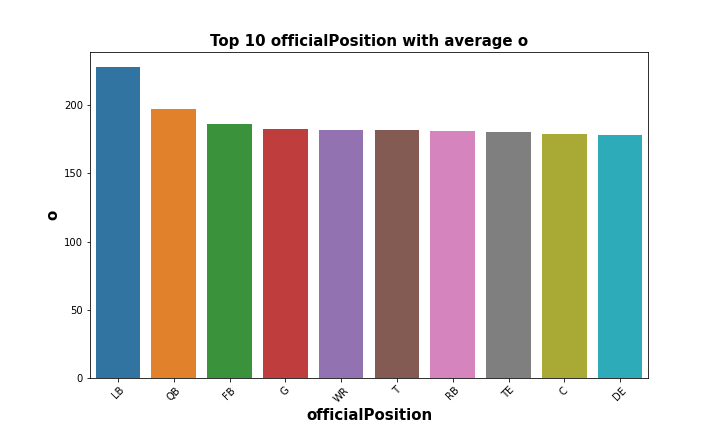 Top 10 officialPosition with average o
o
200
150
100
50
0
LB QB FB G WR T RB TE C DE
officialPosition